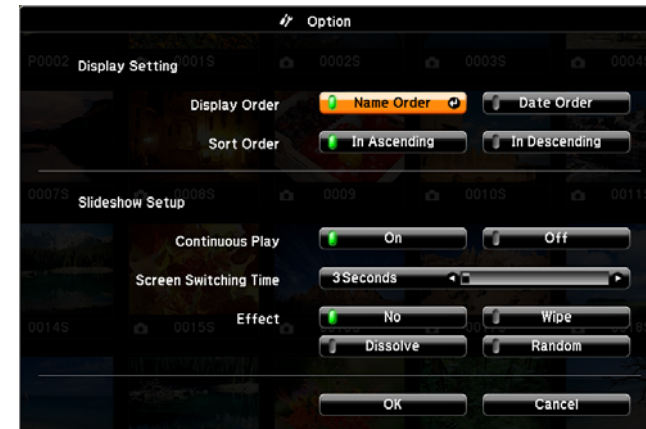 Option
P0002 0001S 0002S 0003S 0004
Display Setting
Display Order Name Order Date Order
Sort Order In Ascending In Descending
0007S 0008S 0009 0010S 0011
Slideshow Setup
Continuous Play On Off
Screen Switching Time 3Seconds
Effect No Wipe
0014S 0015S
Dissolve Random
OK Cancel